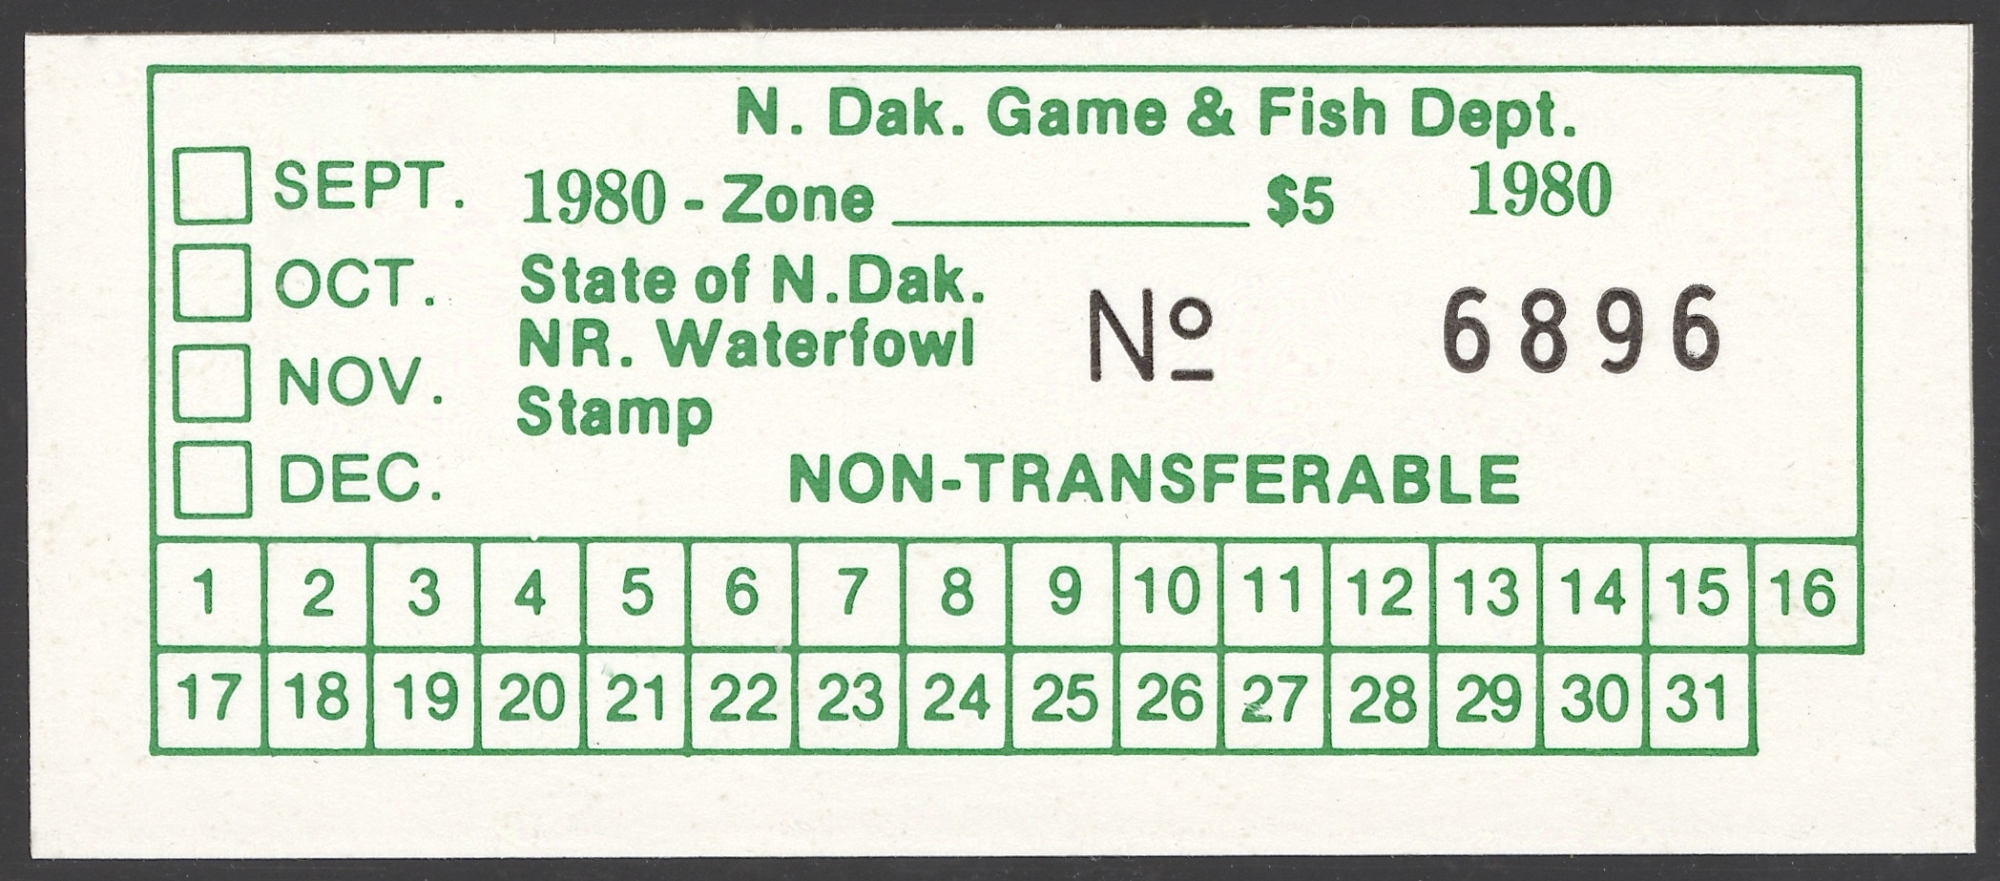 N. Dak. Game & Fish Dept.
SEPT. 1980 - Zone ____________ $5 1980
OCT. State of N.Dak.
NR. Waterfowl Nº 6896
NOV. Stamp
DEC. NON-TRANSFERABLE
1 2 3 4 5 6 7 8 9 10 11 12 13 14 15 16
17 18 19 20 21 22 23 24 25 26 27 28 29 30 31